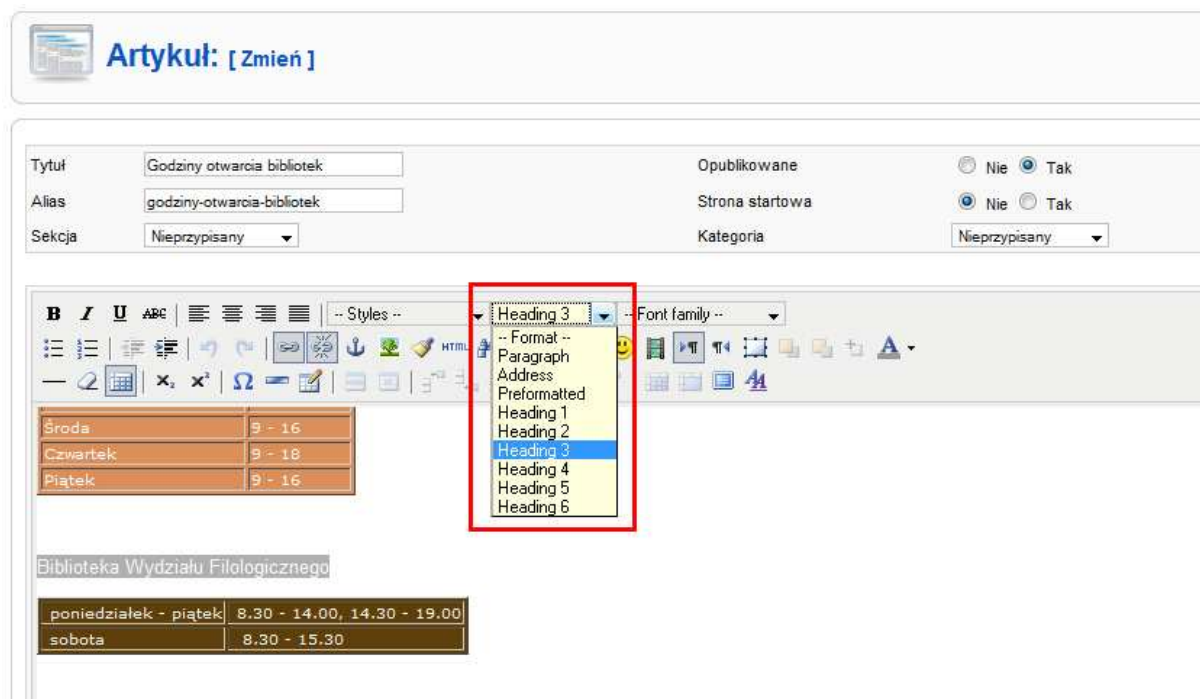 Artykuł: [ Zmień ]
Tytuł Godziny otwarcia bibliotek Opublikowane Nie Tak
Alias godziny-otwarcia-bibliotek Strona startowa Nie Tak
Sekcja Nieprzypisany Kategoria Nieprzypisany
B I U ABC -- Styles -- Heading 3 -- Font family --
-- Format --
HTML A
Paragraph
Address
Preformatted
Heading 1
Heading 2
Heading 3
Heading 4
Heading 5
Heading 6
Środa 9 - 16
Czwartek 9 - 18
Piątek 9 - 16
Biblioteka Wydziału Filologicznego
poniedziałek - piątek 8.30 - 14.00, 14.30 - 19.00
sobota 8.30 - 15.30